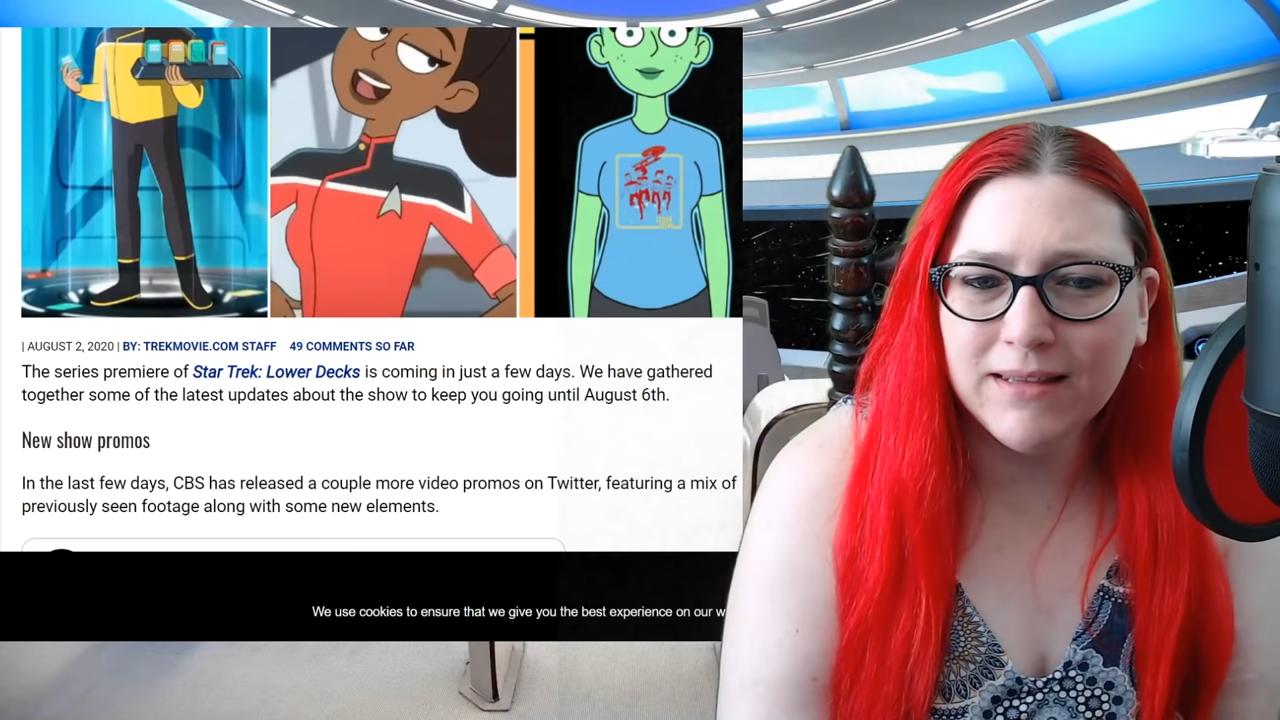 | AUGUST 2, 2020 | BY: TREKMOVIE.COM STAFF 49 COMMENTS SO FAR
The series premiere of Star Trek: Lower Decks is coming in just a few days. We have gathered
together some of the latest updates about the show to keep you going until August 6th.
New show promos
In the last few days, CBS has released a couple more video promos on Twitter, featuring a mix of
previously seen footage along with some new elements.
We use cookies to ensure that we give you the best experience on our w